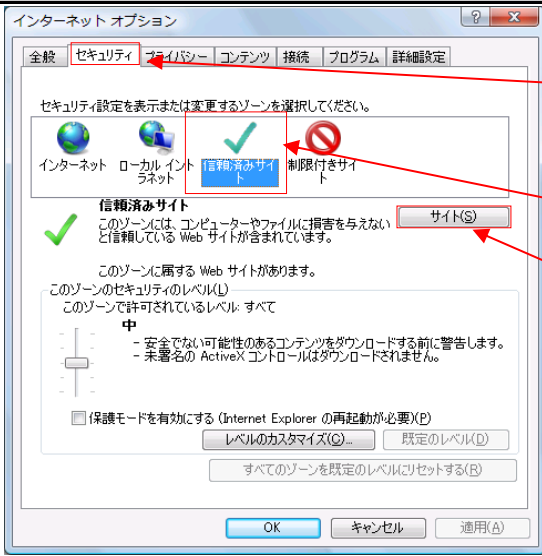 インターネット オプション
全般 セキュリティ プライバシー コンテンツ 接続 プログラム 詳細設定
セキュリティ設定を表示または変更するゾーンを選択してください。
インターネット
ローカル イント
ラネット
信頼済みサイ
ト
制限付きサイ
ト
信頼済みサイト
サイト(S)
このゾーンには、コンピューターやファイルに損害を与えない
と信頼している Web サイトが含まれています。
このゾーンに属する Web サイトがあります。
このゾーンのセキュリティのレベル(L)
このゾーンで許可されているレベル: すべて
中
- 安全でない可能性のあるコンテンツをダウンロードする前に警告します。
- 未署名の ActiveX コントロールはダウンロードされません。
保護モードを有効にする (Internet Explorer の再起動が必要)(P)
レベルのカスタマイズ(C)... 既定のレベル(D)
すべてのゾーンを既定のレベルにリセットする(R)
OK キャンセル 適用(A)